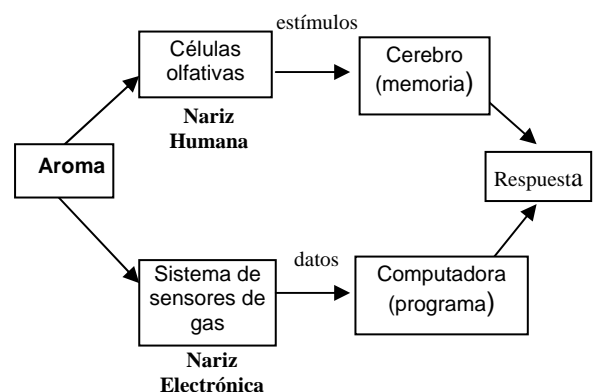 estímulos
Células
olfativas
Cerebro
(memoria)
Nariz
Humana
Aroma
Respuesta
Sistema de
sensores de
gas
datos
Computadora
(programa)
Nariz
Electrónica